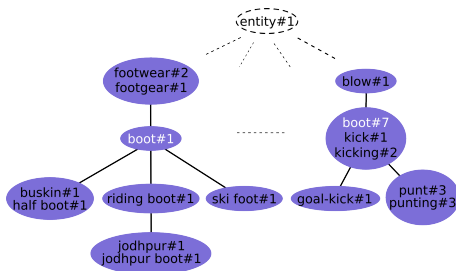 entity#1
footwear#2
footgear#1
blow#1
boot#1
boot#7
kick#1
kicking#2
buskin#1
half boot#1
riding boot#1
ski foot#1
goal-kick#1
punt#3
punting#3
jodhpur#1
jodhpur boot#1